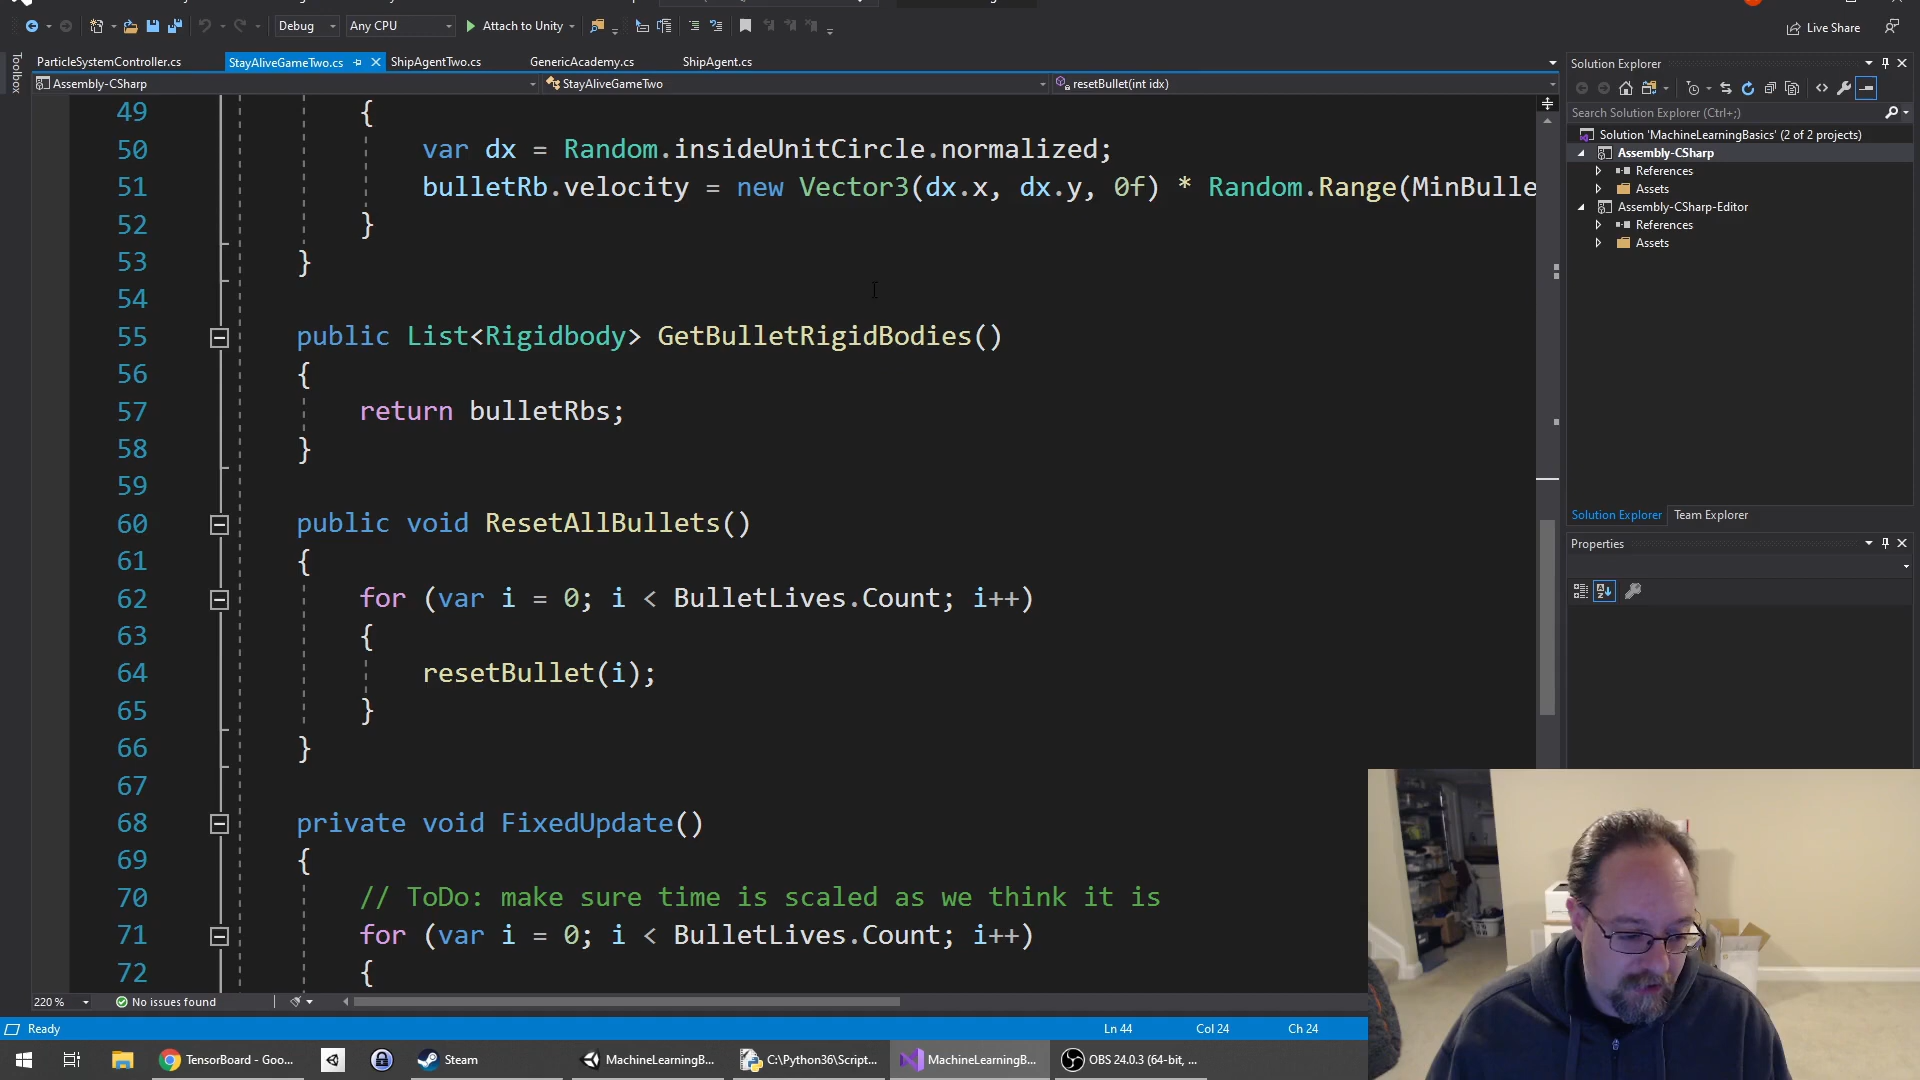 Debug
Any CPU
Attach to Unity
Live Share
ParticleSystemController.cs
StayAliveGameTwo.cs
ShipAgentTwo.cs
GenericAcademy.cs
ShipAgent.cs
Toolbox
Assembly-CSharp
StayAliveGameTwo
resetBullet(int idx)
49 {
50 var dx = Random.insideUnitCircle.normalized;
51 bulletRb.velocity = new Vector3(dx.x, dx.y, 0f) * Random.Range(MinBulle
52 }
53 }
54
55 public List<Rigidbody> GetBulletRigidBodies()
56 {
57 return bulletRbs;
58 }
59
60 public void ResetAllBullets()
61 {
62 for (var i = 0; i < BulletLives.Count; i++)
63 {
64 resetBullet(i);
65 }
66 }
67
68 private void FixedUpdate()
69 {
70 // ToDo: make sure time is scaled as we think it is
71 for (var i = 0; i < BulletLives.Count; i++)
72 {
220 %
No issues found
Ready
Ln 44
Col 24
Ch 24
Solution Explorer
Search Solution Explorer (Ctrl+;)
Solution 'MachineLearningBasics' (2 of 2 projects)
Assembly-CSharp
References
Assets
Assembly-CSharp-Editor
References
Assets
Solution Explorer
Team Explorer
Properties
TensorBoard - Goo...
Steam
MachineLearningB...
C:\Python36\Script...
MachineLearningB...
OBS 24.0.3 (64-bit, ...